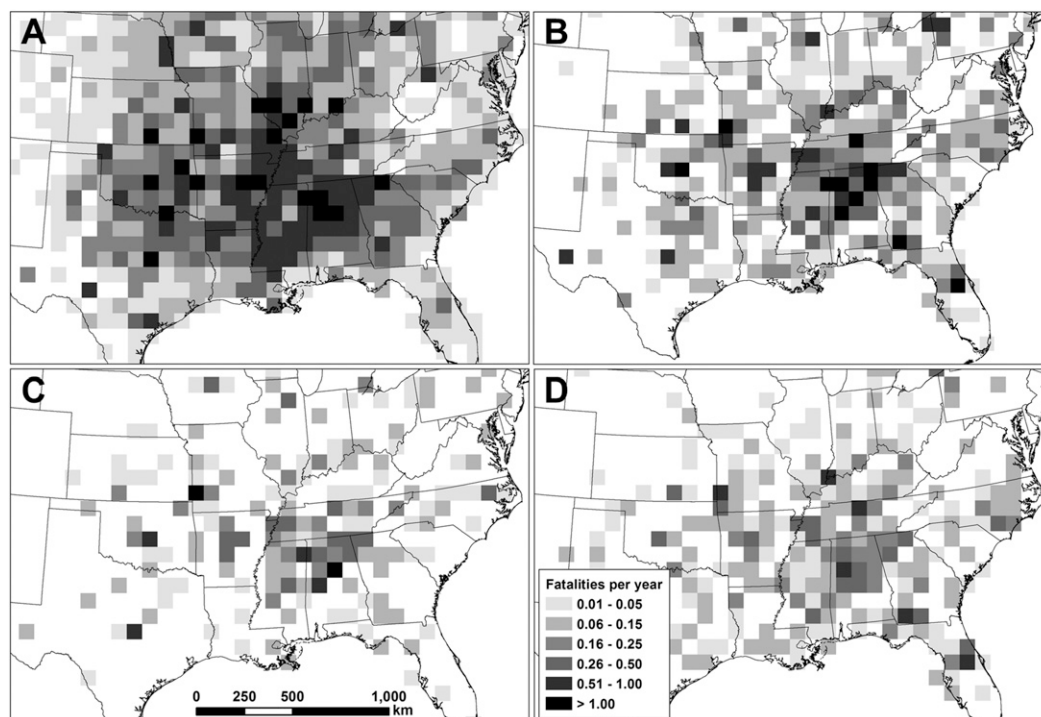 A
B
C
D
0 250 500 1,000
km
Fatalities per year
0.01 - 0.05
0.06 - 0.15
0.16 - 0.25
0.26 - 0.50
0.51 - 1.00
> 1.00